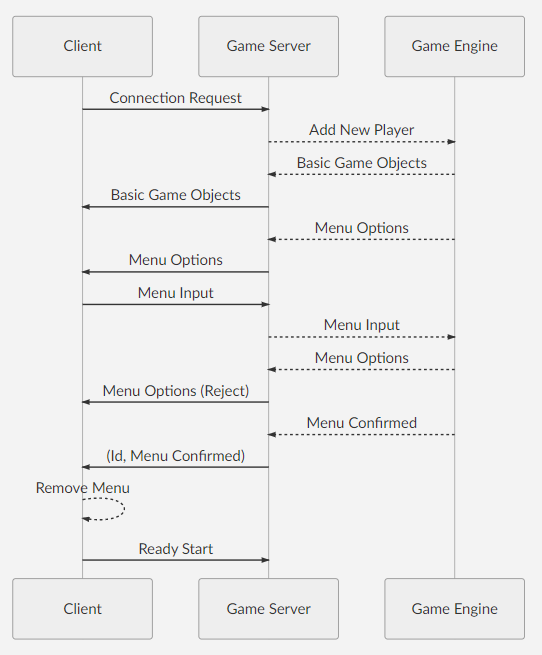 Client
Game Server
Game Engine
Connection Request
Add New Player
Basic Game Objects
Basic Game Objects
Menu Options
Menu Options
Menu Input
Menu Input
Menu Options
Menu Options (Reject)
Menu Confirmed
(Id, Menu Confirmed)
Remove Menu
Ready Start
Client
Game Server
Game Engine